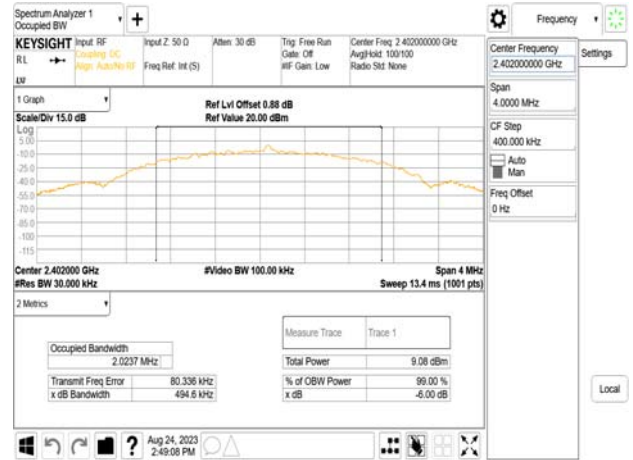 Spectrum Analyzer 1
Occupied BW
Frequency
KEYSIGHT
RL
LW
Input: RF
Coupling: DC
Align: Auto/No RF
Input Z: 50 Ω
Freq Ref: Int (S)
Atten: 30 dB
Trig: Free Run
Gate: Off
#IF Gain: Low
Center Freq: 2.402000000 GHz
Avg|Hold: 100/100
Radio Std: None
Center Frequency
2.402000000 GHz
Settings
Span
4.0000 MHz
CF Step
400.000 kHz
Auto
Man
Freq Offset
0 Hz
Local
1 Graph
Scale/Div 15.0 dB
Ref Lvl Offset 0.88 dB
Ref Value 20.00 dBm
Log
5.00
-10.0
-25.0
-40.0
-55.0
-70.0
-85.0
-100
-115
Center 2.402000 GHz
#Video BW 100.00 kHz
Span 4 MHz
#Res BW 30.000 kHz
Sweep 13.4 ms (1001 pts)
2 Metrics
Measure Trace
Trace 1
Occupied Bandwidth
2.0237 MHz
Total Power
9.08 dBm
Transmit Freq Error
80.336 kHz
% of OBW Power
99.00 %
x dB Bandwidth
494.6 kHz
x dB
-6.00 dB
?
Aug 24, 2023
2:49:08 PM